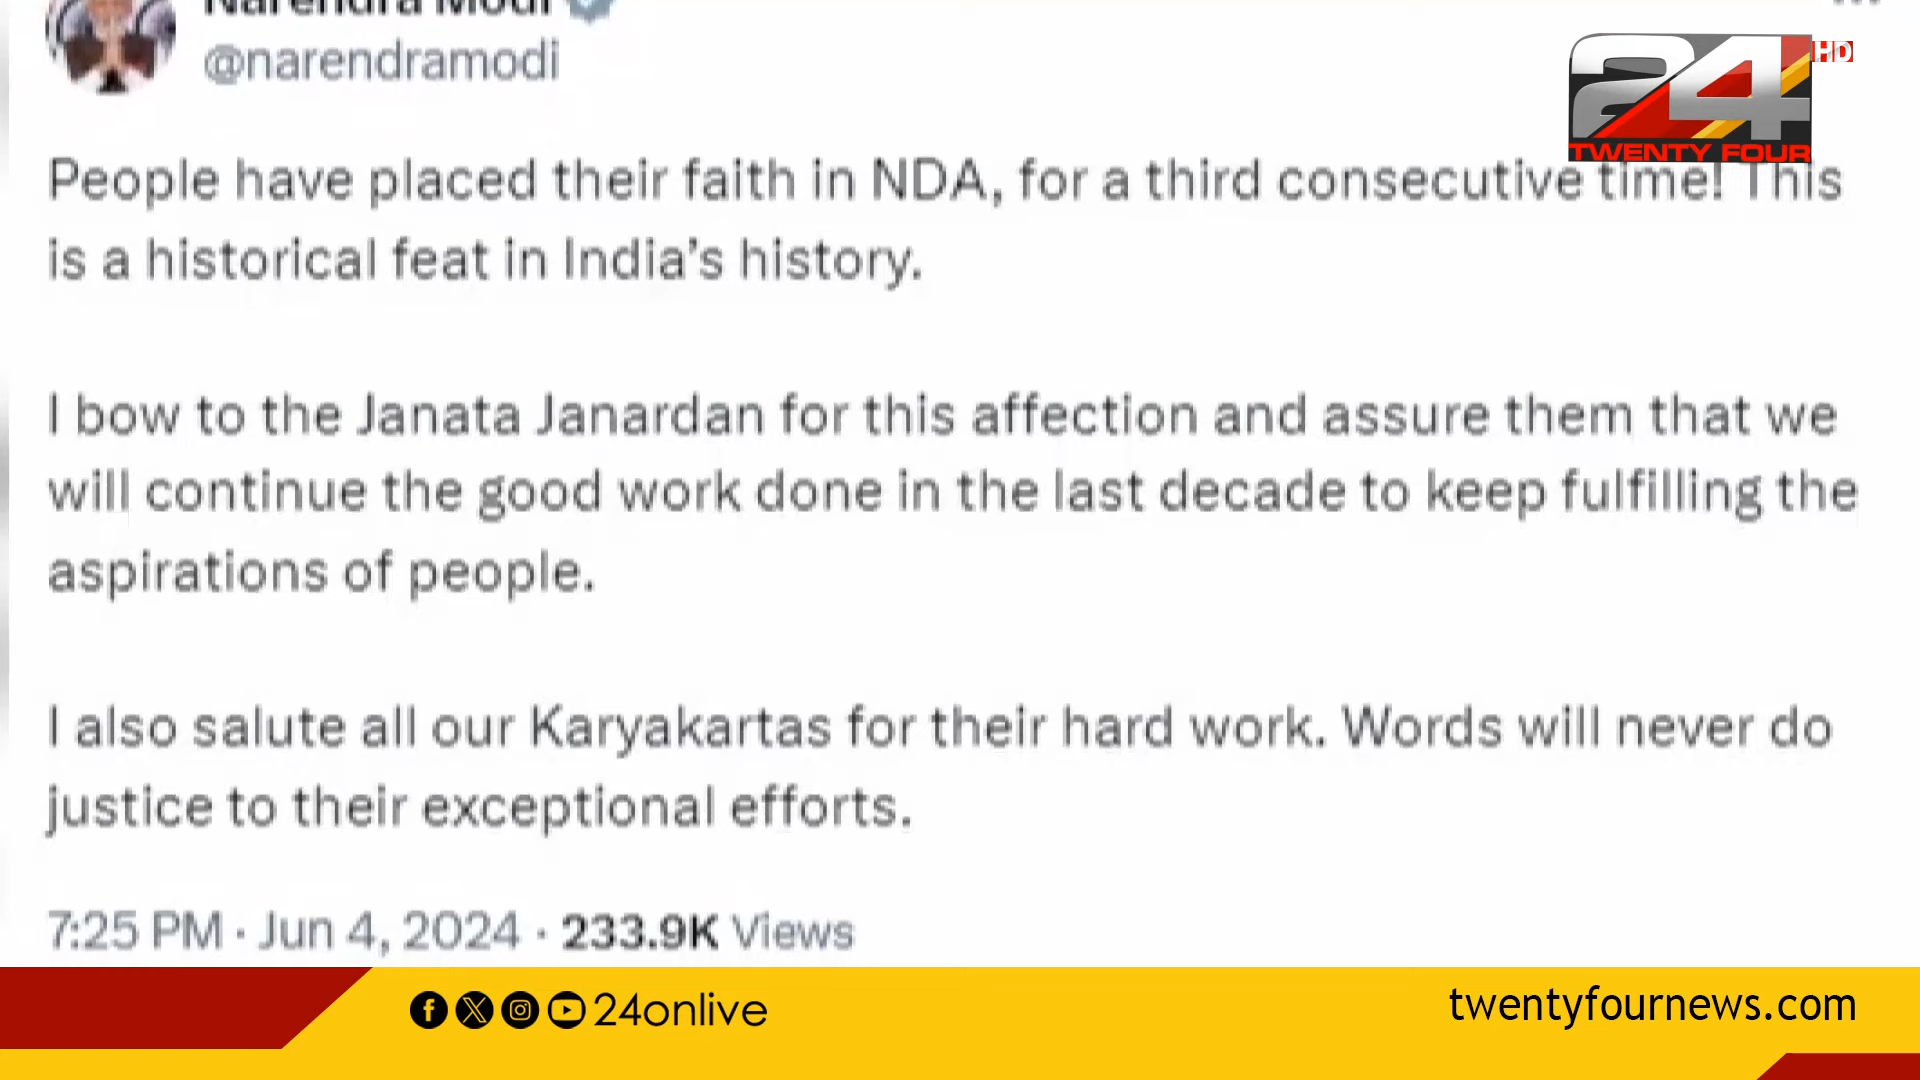 Narendra Modi
@narendramodi
24 HD
TWENTY FOUR
People have placed their faith in NDA, for a third consecutive time! This
is a historical feat in India’s history.
I bow to the Janata Janardan for this affection and assure them that we
will continue the good work done in the last decade to keep fulfilling the
aspirations of people.
I also salute all our Karyakartas for their hard work. Words will never do
justice to their exceptional efforts.
7:25 PM · Jun 4, 2024 · 233.9K Views
24onlive
twentyfournews.com